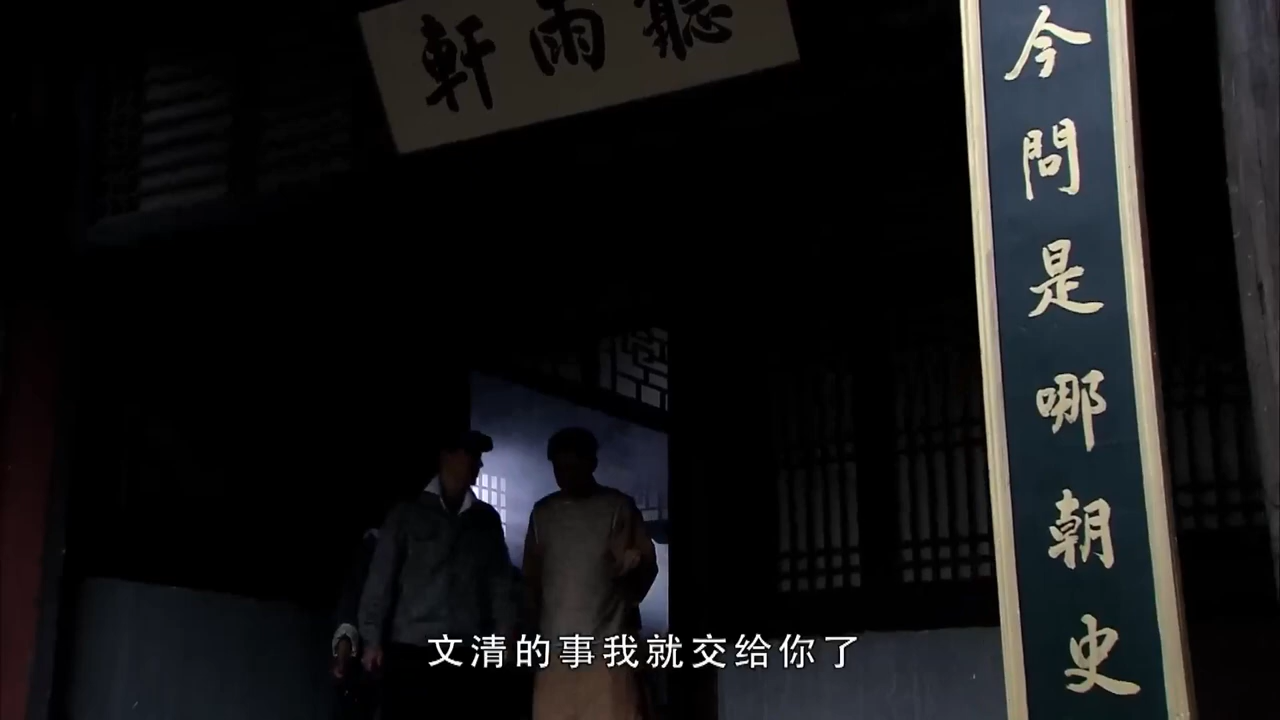 軒雨聽
今問是哪朝史
文清的事我就交给你了